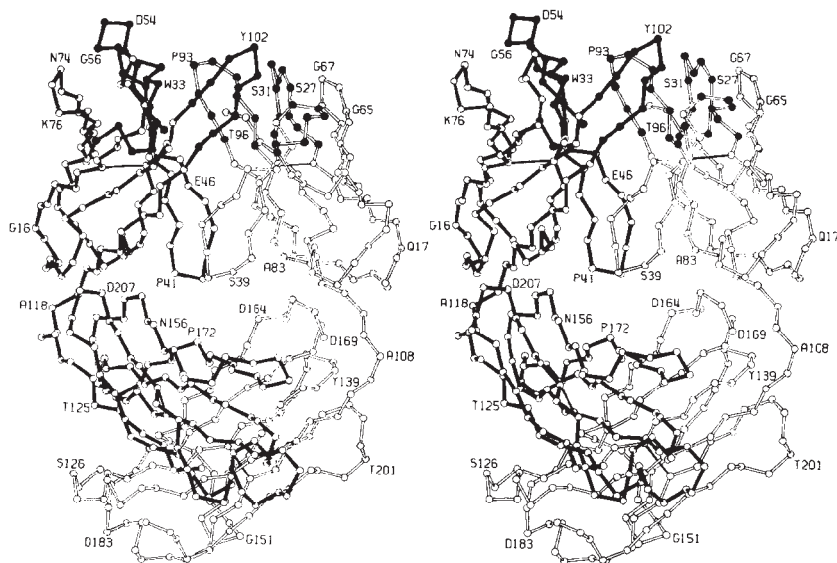 D54
Y102
N74
G56
P93
G67
W33
S31
S27
K76
G65
T96
E46
G16
Q17
A83
P41
S39
D207
A118
N156
D164
P172
D169
A108
Y139
T125
T201
S126
D183
G151
D54
Y102
N74
G56
P93
G67
W33
S31
S27
K76
G65
T96
E46
G16
Q17
A83
P41
S39
D207
A118
N156
D164
P172
D169
A108
Y139
T125
T201
S126
D183
G151